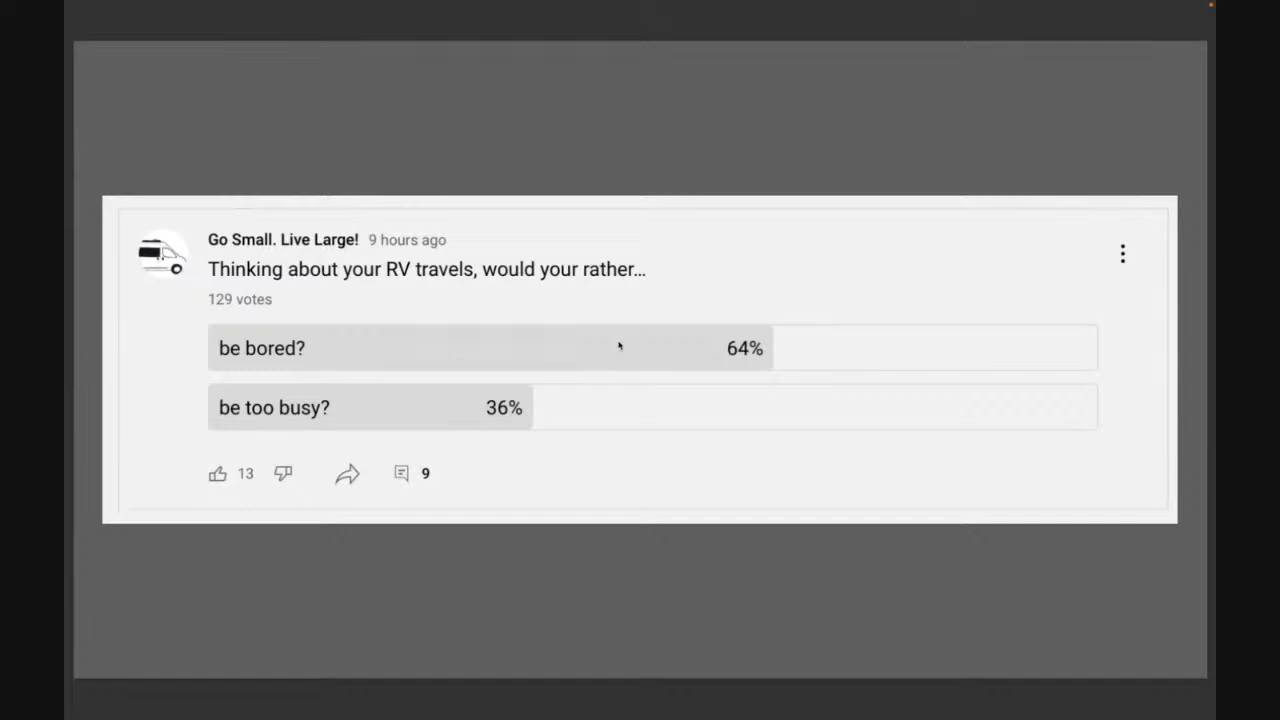 Go Small. Live Large! 9 hours ago
Thinking about your RV travels, would your rather...
129 votes
be bored? 64%
be too busy? 36%
13 9